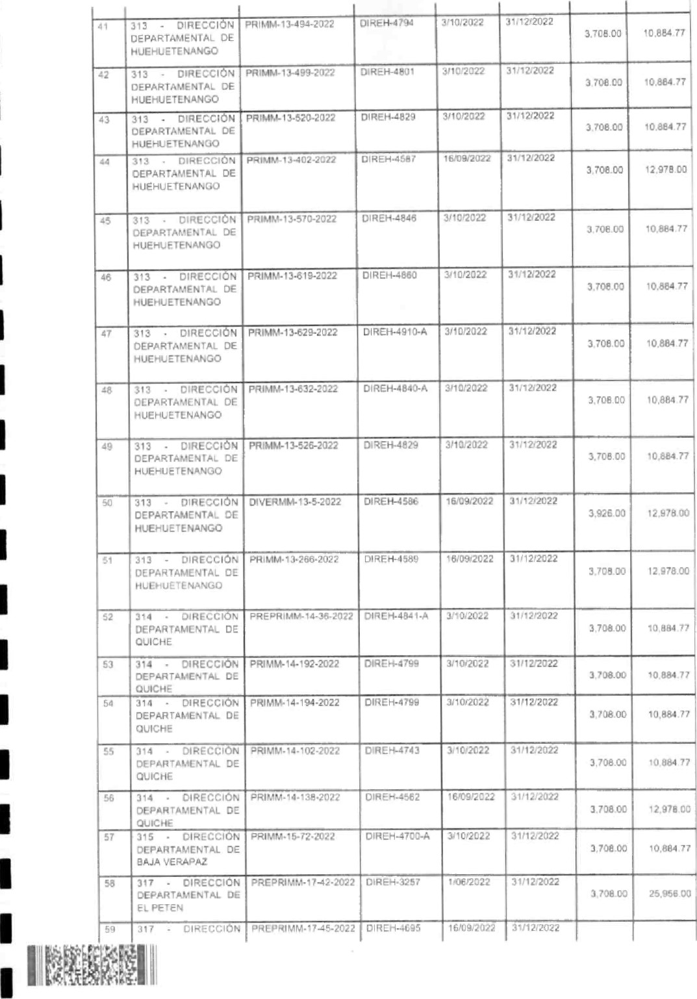 41 313 - DIRECCIÓN PRIMM-13-494-2022 DIREH-4794 3/10/2022 31/12/2022
DEPARTAMENTAL DE 3,708.00 10,884.77
HUEHUETENANGO
42 313 - DIRECCIÓN PRIMM-13-499-2022 DIREH-4801 3/10/2022 31/12/2022
DEPARTAMENTAL DE 3,708.00 10,884.77
HUEHUETENANGO
43 313 - DIRECCIÓN PRIMM-13-520-2022 DIREH-4829 3/10/2022 31/12/2022
DEPARTAMENTAL DE 3,708.00 10,884.77
HUEHUETENANGO
44 313 - DIRECCIÓN PRIMM-13-402-2022 DIREH-4587 16/09/2022 31/12/2022
DEPARTAMENTAL DE 3,708.00 12,978.00
HUEHUETENANGO
45 313 - DIRECCIÓN PRIMM-13-570-2022 DIREH-4846 3/10/2022 31/12/2022
DEPARTAMENTAL DE 3,708.00 10,884.77
HUEHUETENANGO
46 313 - DIRECCIÓN PRIMM-13-619-2022 DIREH-4860 3/10/2022 31/12/2022
DEPARTAMENTAL DE 3,708.00 10,884.77
HUEHUETENANGO
47 313 - DIRECCIÓN PRIMM-13-629-2022 DIREH-4910-A 3/10/2022 31/12/2022
DEPARTAMENTAL DE 3,708.00 10,884.77
HUEHUETENANGO
48 313 - DIRECCIÓN PRIMM-13-632-2022 DIREH-4840-A 3/10/2022 31/12/2022
DEPARTAMENTAL DE 3,708.00 10,884.77
HUEHUETENANGO
49 313 - DIRECCIÓN PRIMM-13-526-2022 DIREH-4829 3/10/2022 31/12/2022
DEPARTAMENTAL DE 3,708.00 10,884.77
HUEHUETENANGO
50 313 - DIRECCIÓN DIVERMM-13-5-2022 DIREH-4586 16/09/2022 31/12/2022
DEPARTAMENTAL DE 3,926.00 12,978.00
HUEHUETENANGO
51 313 - DIRECCIÓN PRIMM-13-266-2022 DIREH-4589 16/09/2022 31/12/2022
DEPARTAMENTAL DE 3,708.00 12,978.00
HUEHUETENANGO
52 314 - DIRECCIÓN PREPRIMM-14-36-2022 DIREH-4841-A 3/10/2022 31/12/2022
DEPARTAMENTAL DE 3,708.00 10,884.77
QUICHE
53 314 - DIRECCIÓN PRIMM-14-192-2022 DIREH-4799 3/10/2022 31/12/2022
DEPARTAMENTAL DE 3,708.00 10,884.77
QUICHE
54 314 - DIRECCIÓN PRIMM-14-194-2022 DIREH-4799 3/10/2022 31/12/2022
DEPARTAMENTAL DE 3,708.00 10,884.77
QUICHE
55 314 - DIRECCIÓN PRIMM-14-102-2022 DIREH-4743 3/10/2022 31/12/2022
DEPARTAMENTAL DE 3,708.00 10,884.77
QUICHE
56 314 - DIRECCIÓN PRIMM-14-138-2022 DIREH-4562 16/09/2022 31/12/2022
DEPARTAMENTAL DE 3,708.00 12,978.00
QUICHE
57 315 - DIRECCIÓN PRIMM-15-72-2022 DIREH-4700-A 3/10/2022 31/12/2022
DEPARTAMENTAL DE 3,708.00 10,884.77
BAJA VERAPAZ
58 317 - DIRECCIÓN PREPRIMM-17-42-2022 DIREH-3257 1/06/2022 31/12/2022
DEPARTAMENTAL DE 3,708.00 25,956.00
EL PETEN
59 317 - DIRECCIÓN PREPRIMM-17-45-2022 DIREH-4695 16/09/2022 31/12/2022